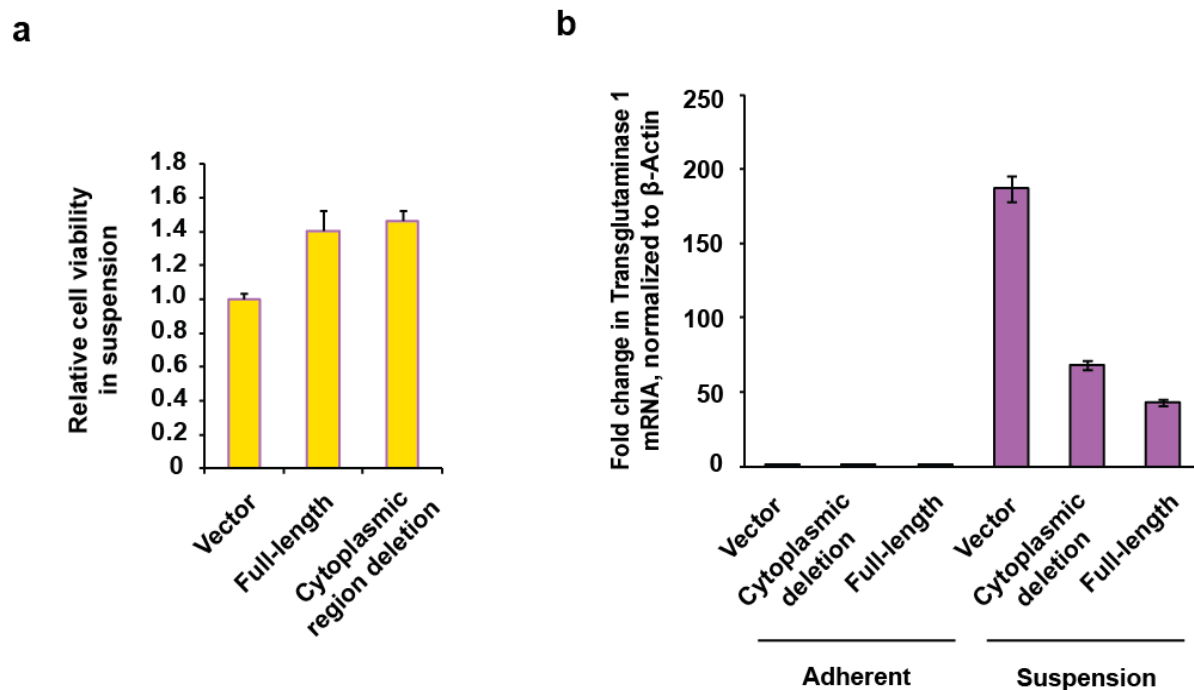 a
Relative cell viability
in suspension
1.8
1.6
1.4
1.2
1.0
0.8
0.6
0.4
0.2
0
Vector
Full-length
Cytoplasmic
region deletion
b
Fold change in Transglutaminase 1
mRNA, normalized to β-Actin
250
200
150
100
50
0
Vector
Cytoplasmic
deletion
Full-length
Vector
Cytoplasmic
deletion
Full-length
Adherent
Suspension